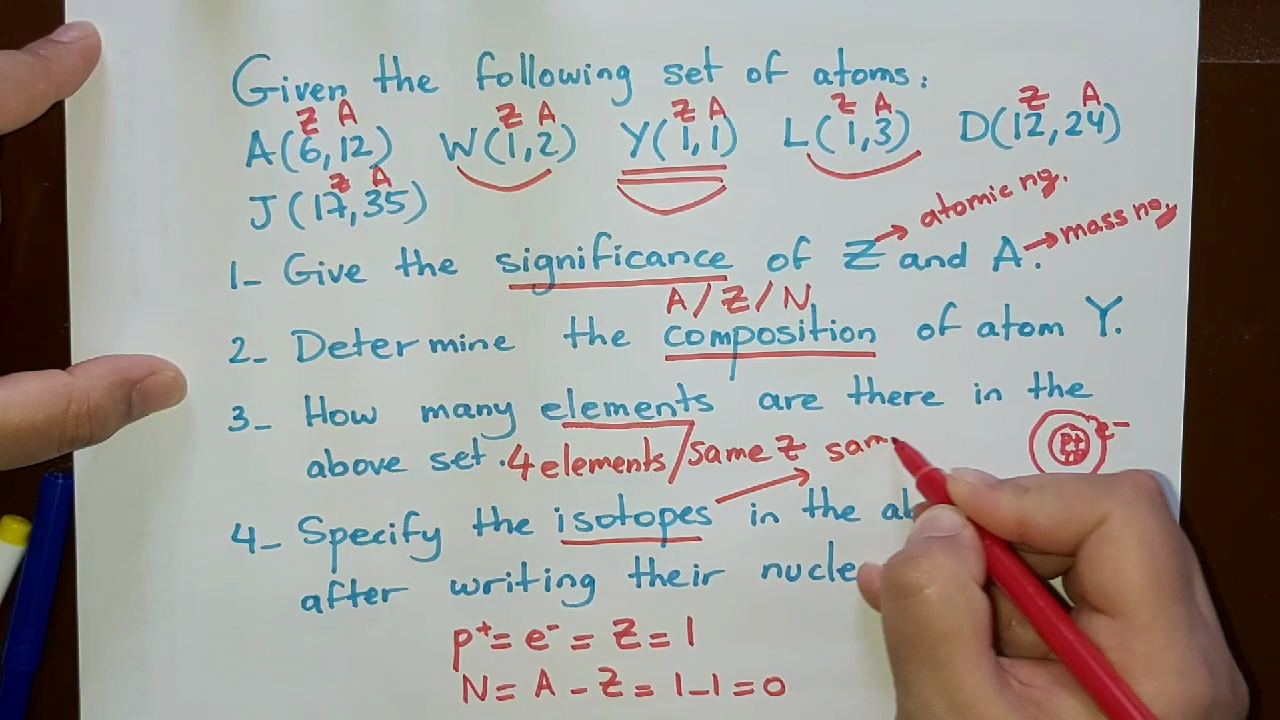 Given the following set of atoms:
Z A Z A Z A Z A Z A
A(6,12) W(1,2) Y(1,1) L(1,3) D(12,24)
Z A
J(17,35)
→ atomic no.
1- Give the significance of Z and A. → mass no.
A/Z/N
2- Determine the composition of atom Y.
3- How many elements are there in the
above set. 4 elements/same Z sam
P+ e-
4- Specify the isotopes in the
after writing their
p+ = e- = Z = 1
N = A - Z = 1-1 = 0